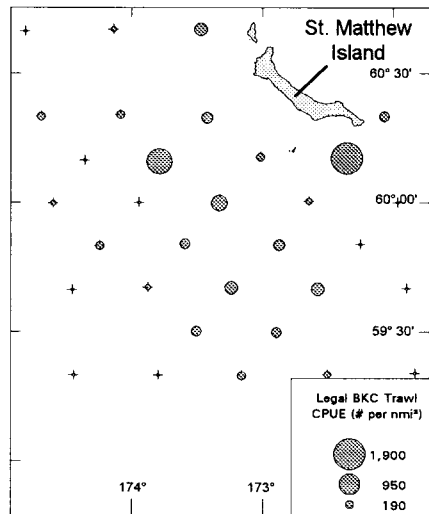 St. Matthew
Island
60° 30'
60° 00'
59° 30'
174°
173°
Legal BKC Trawl
CPUE (# per nmi²)
1,900
950
190